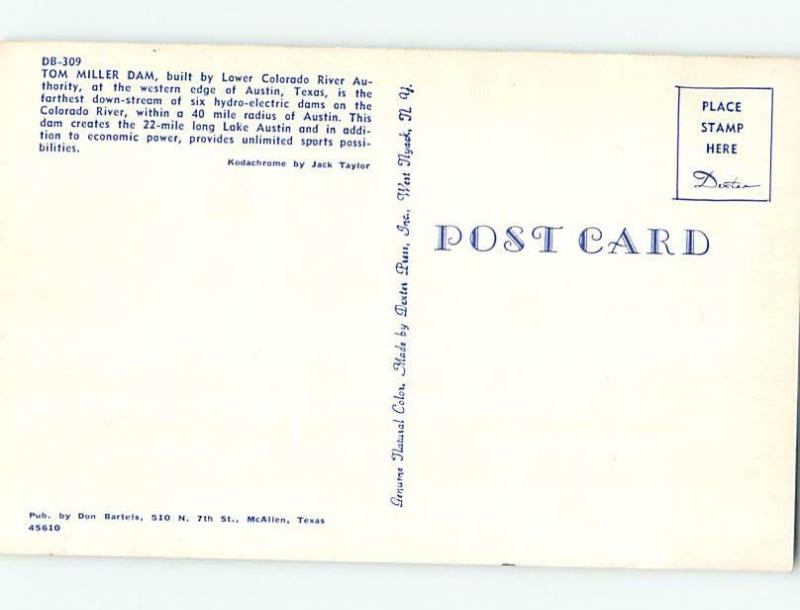 DB-309
TOM MILLER DAM, built by Lower Colorado River Au-
thority, at the western edge of Austin, Texas, is the
farthest down-stream of six hydro-electric dams on the
Colorado River, within a 40 mile radius of Austin. This
dam creates the 22-mile long Lake Austin and in addi-
tion to economic power, provides unlimited sports possi-
bilities.
Kodachrome by Jack Taylor
Genuine Natural Color. Made by Dexter Press, Inc., West Nyack, N. Y.
PLACE
STAMP
HERE
Dexter
POST CARD
Pub. by Don Bartels, 510 N. 7th St., McAllen, Texas
45610